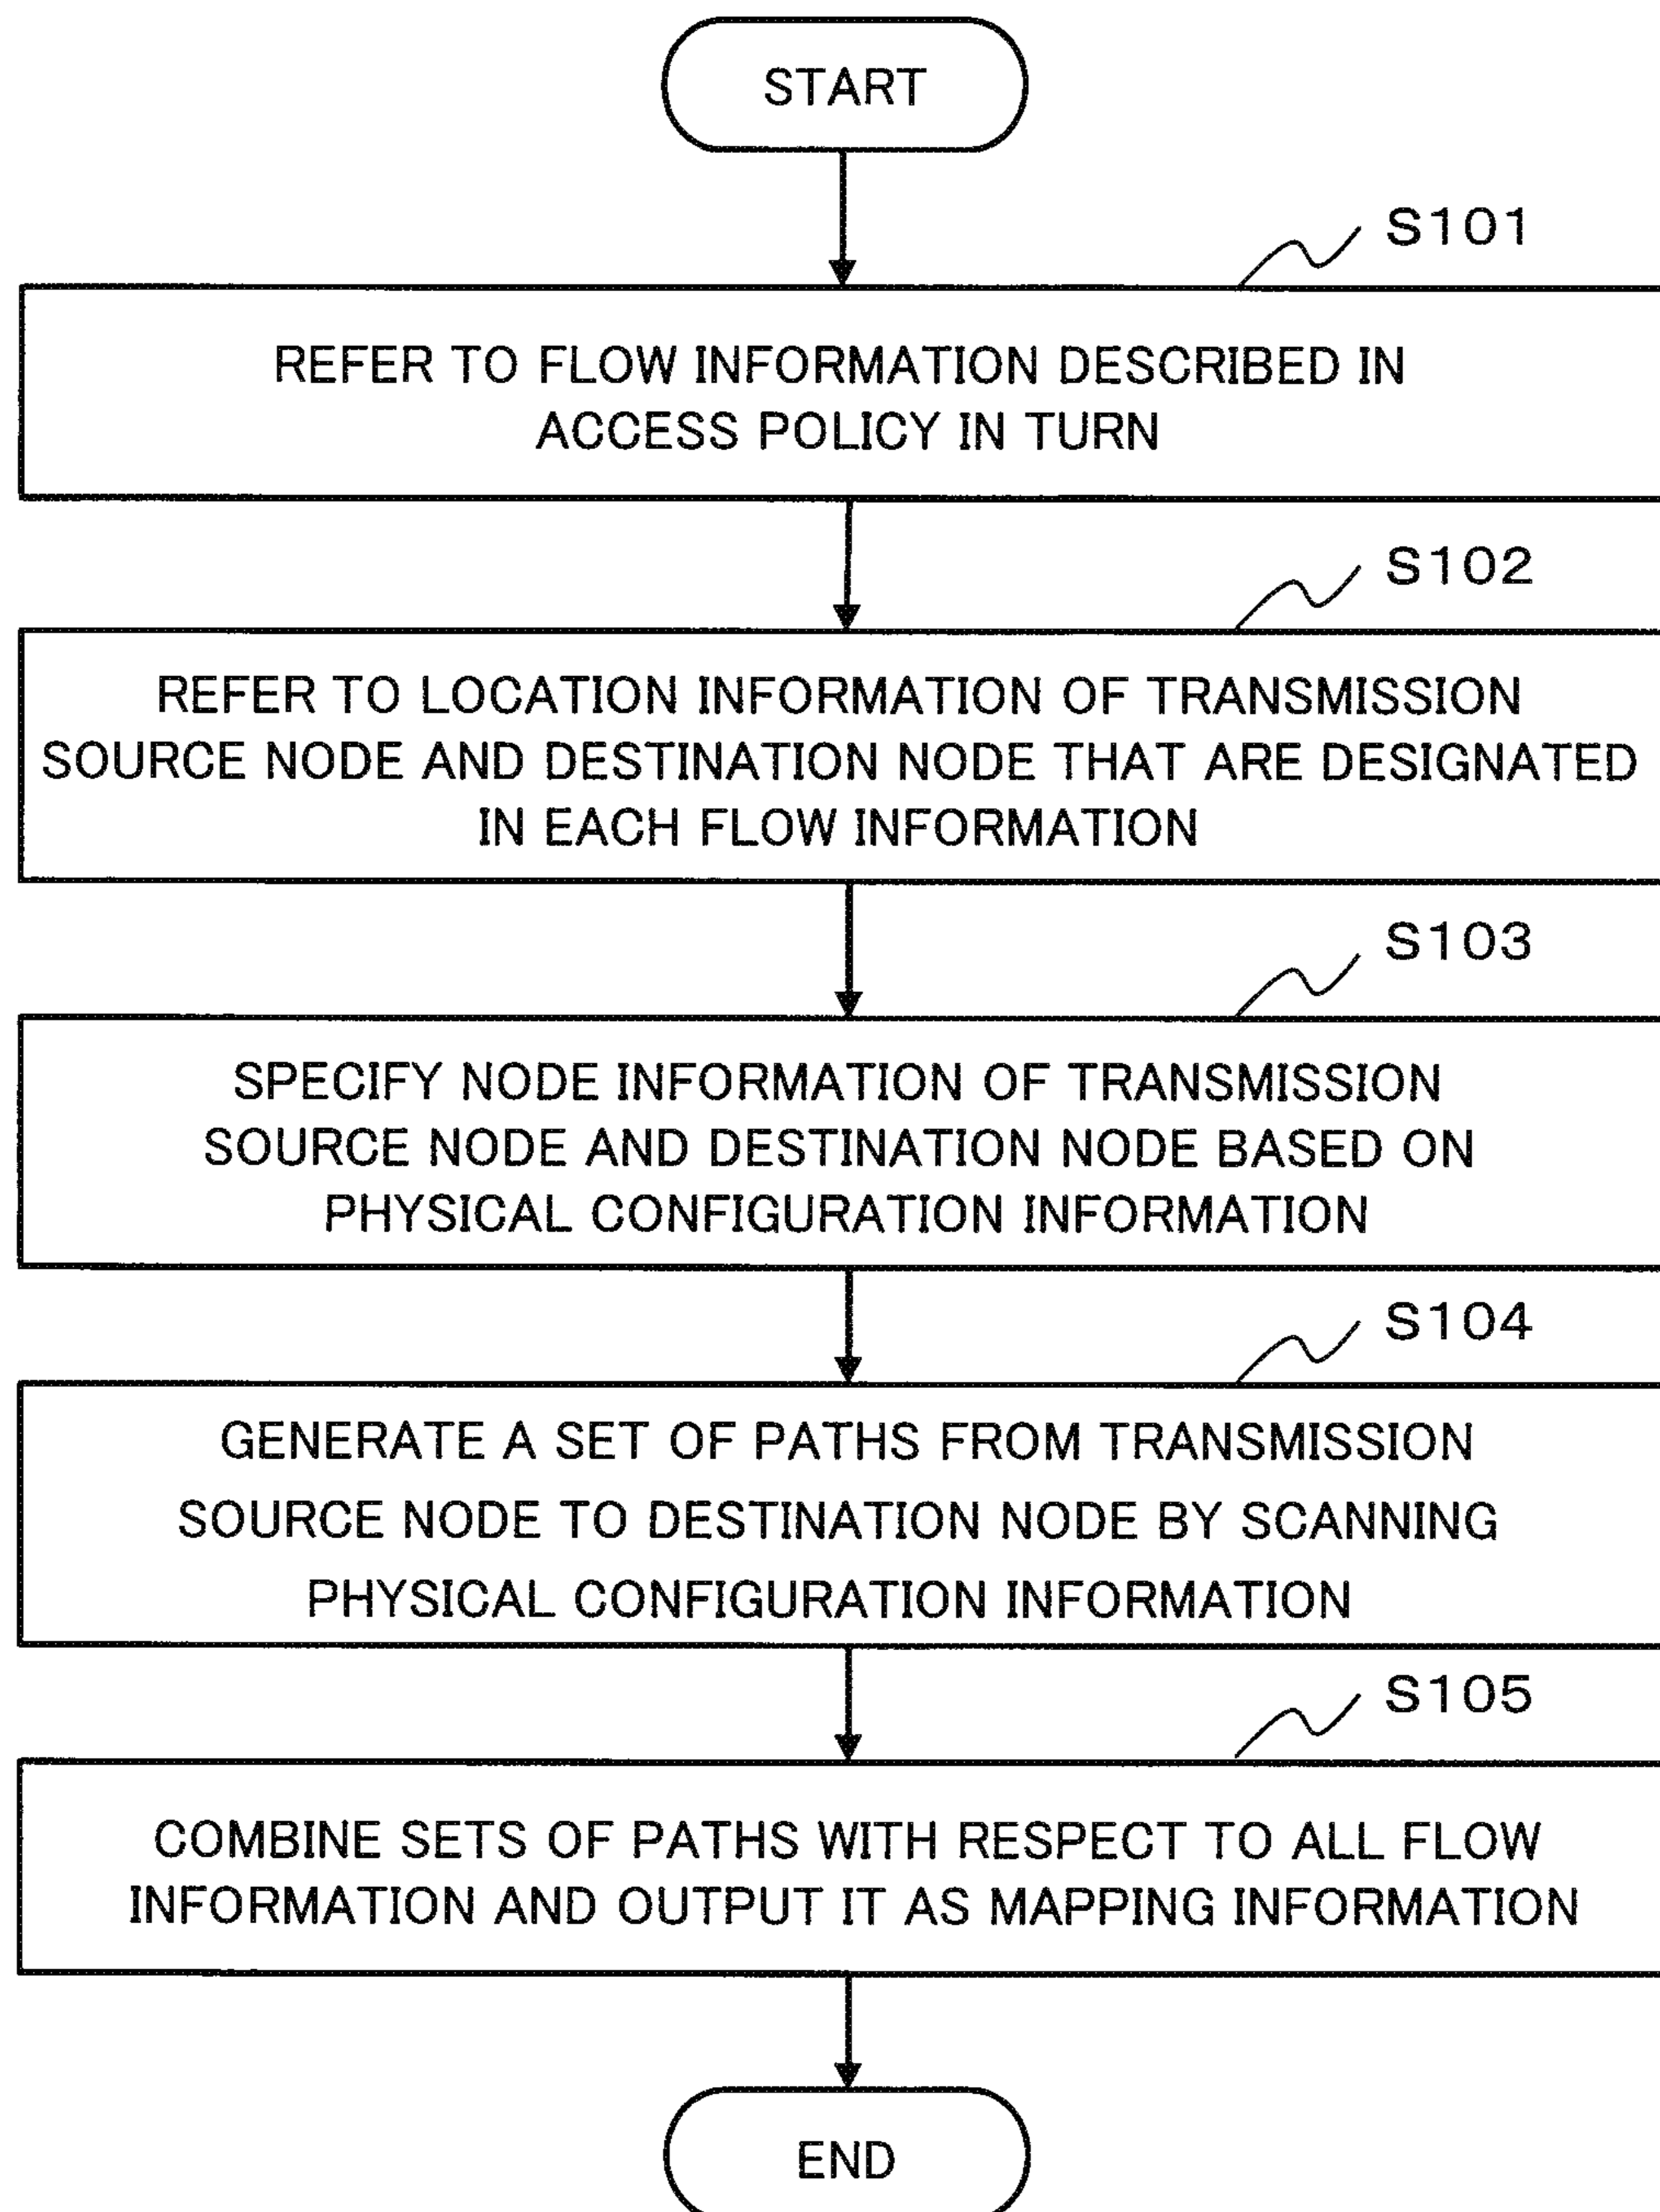 START
S101
REFER TO FLOW INFORMATION DESCRIBED IN
ACCESS POLICY IN TURN
S102
REFER TO LOCATION INFORMATION OF TRANSMISSION
SOURCE NODE AND DESTINATION NODE THAT ARE DESIGNATED
IN EACH FLOW INFORMATION
S103
SPECIFY NODE INFORMATION OF TRANSMISSION
SOURCE NODE AND DESTINATION NODE BASED ON
PHYSICAL CONFIGURATION INFORMATION
S104
GENERATE A SET OF PATHS FROM TRANSMISSION
SOURCE NODE TO DESTINATION NODE BY SCANNING
PHYSICAL CONFIGURATION INFORMATION
S105
COMBINE SETS OF PATHS WITH RESPECT TO ALL FLOW
INFORMATION AND OUTPUT IT AS MAPPING INFORMATION
END